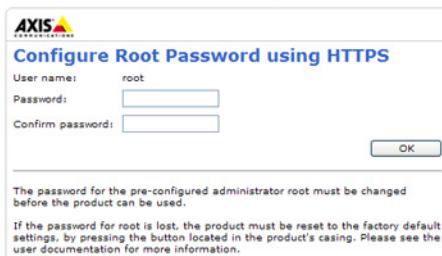 AXIS
COMMUNICATIONS
Configure Root Password using HTTPS
User name: root
Password:
Confirm password:
OK
The password for the pre-configured administrator root must be changed
before the product can be used.
If the password for root is lost, the product must be reset to the factory default
settings, by pressing the button located in the product's casing. Please see the
user documentation for more information.